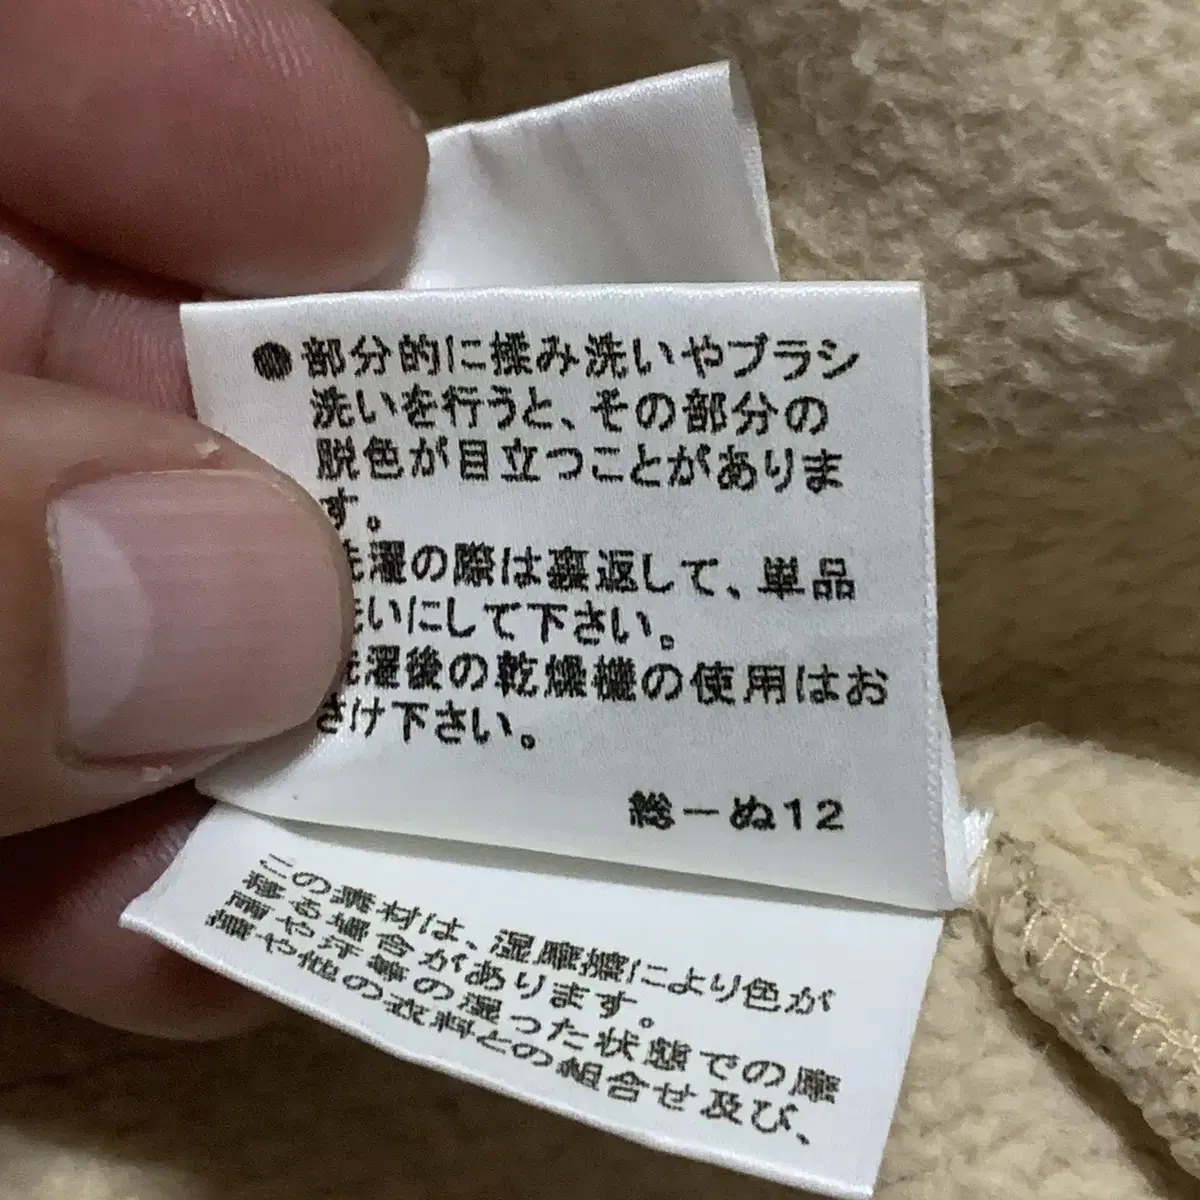 ●部分的に揉み洗いやブラシ
洗いを行うと、その部分の
脱色が目立つことがありま
す。
洗濯の際は裏返して、単品
洗いにして下さい。
洗濯後の乾燥機の使用はお
さけ下さい。
総－ぬ12
この素材は、湿摩擦により色が
移る場合があります。
雨や汗等の湿った状態での摩
擦や他の衣料との組合せ及び、